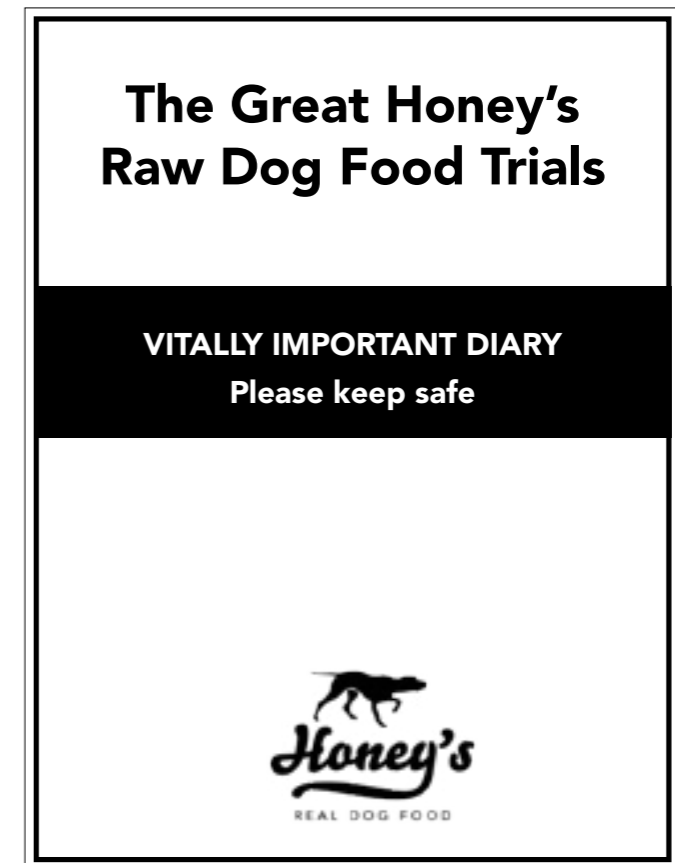 The Great Honey’s
Raw Dog Food Trials
VITALLY IMPORTANT DIARY
Please keep safe
Honey’s
REAL DOG FOOD